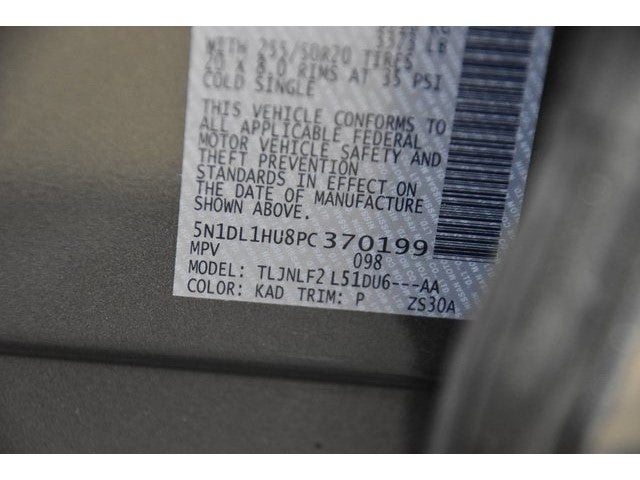 3523 LB
WITH 255/50R20 TIRES
20 x 8.0 RIMS AT 35 PSI
COLD SINGLE
THIS VEHICLE CONFORMS TO
ALL APPLICABLE FEDERAL
MOTOR VEHICLE SAFETY AND
THEFT PREVENTION
STANDARDS IN EFFECT ON
THE DATE OF MANUFACTURE
SHOWN ABOVE.
5N1DL1HU8PC370199
MPV 098
MODEL: TLJNLF2 L51DU6---AA
COLOR: KAD TRIM: P ZS30A